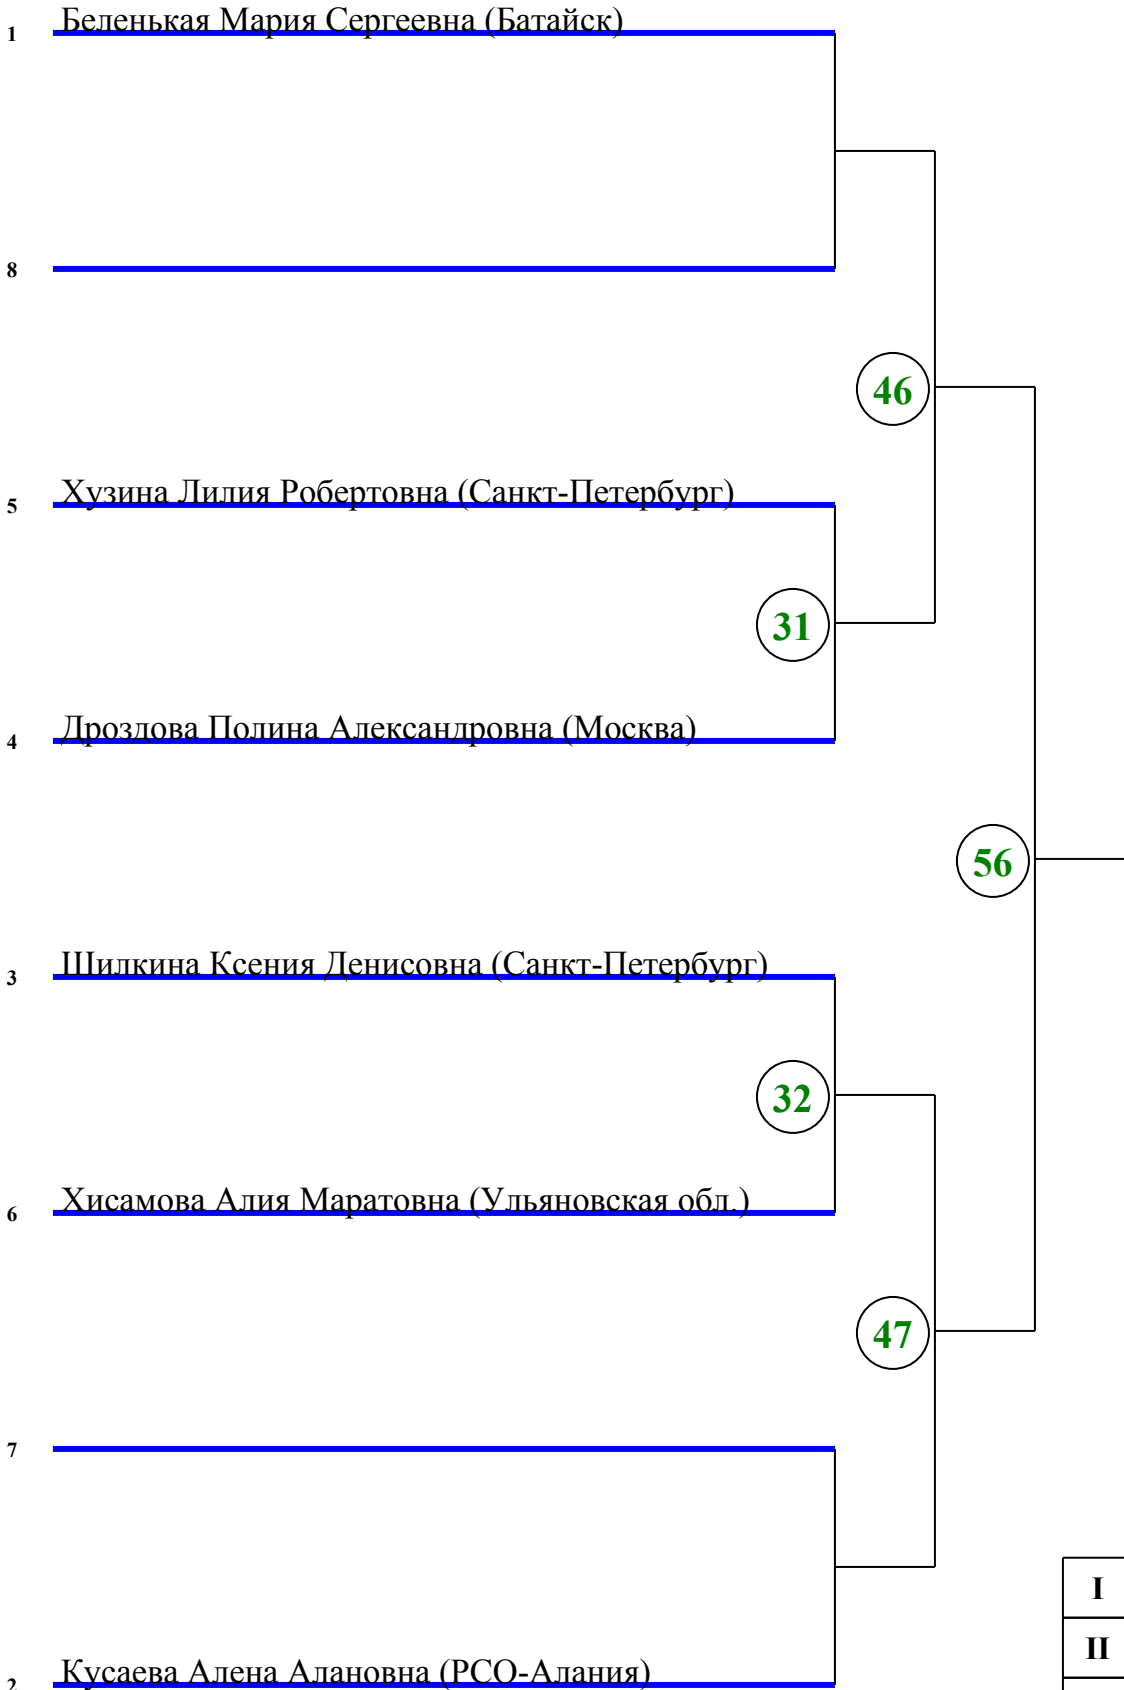 Беленькая Мария Сергеевна (Батайск)
1
8
46
Хузина Лилия Робертовна (Санкт-Петербург)
5
31
Дроздова Полина Александровна (Москва)
4
56
Шилкина Ксения Денисовна (Санкт-Петербург)
3
32
Хисамова Алия Маратовна (Ульяновская обл.)
6
47
7
I
II
Кусаева Алена Алановна (РСО-Алания)
2